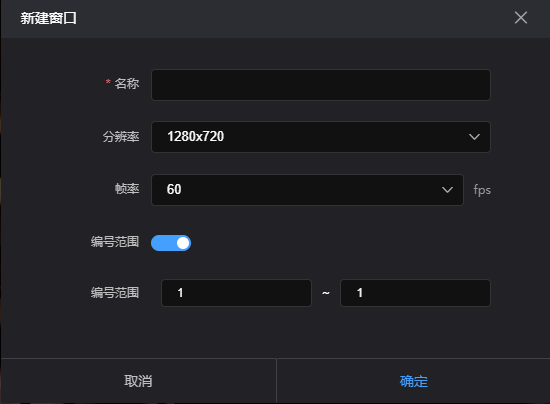 新建窗口
* 名称
分辨率 1280x720
帧率 60 fps
编号范围
编号范围 1 ~ 1
取消 确定